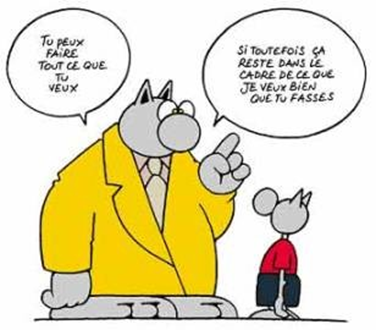 TU PEUX
FAIRE
TOUT CE QUE
TU
VEUX
SI TOUTEFOIS ÇA
RESTE DANS LE
CADRE DE CE QUE
JE VEUX BIEN
QUE TU FASSES